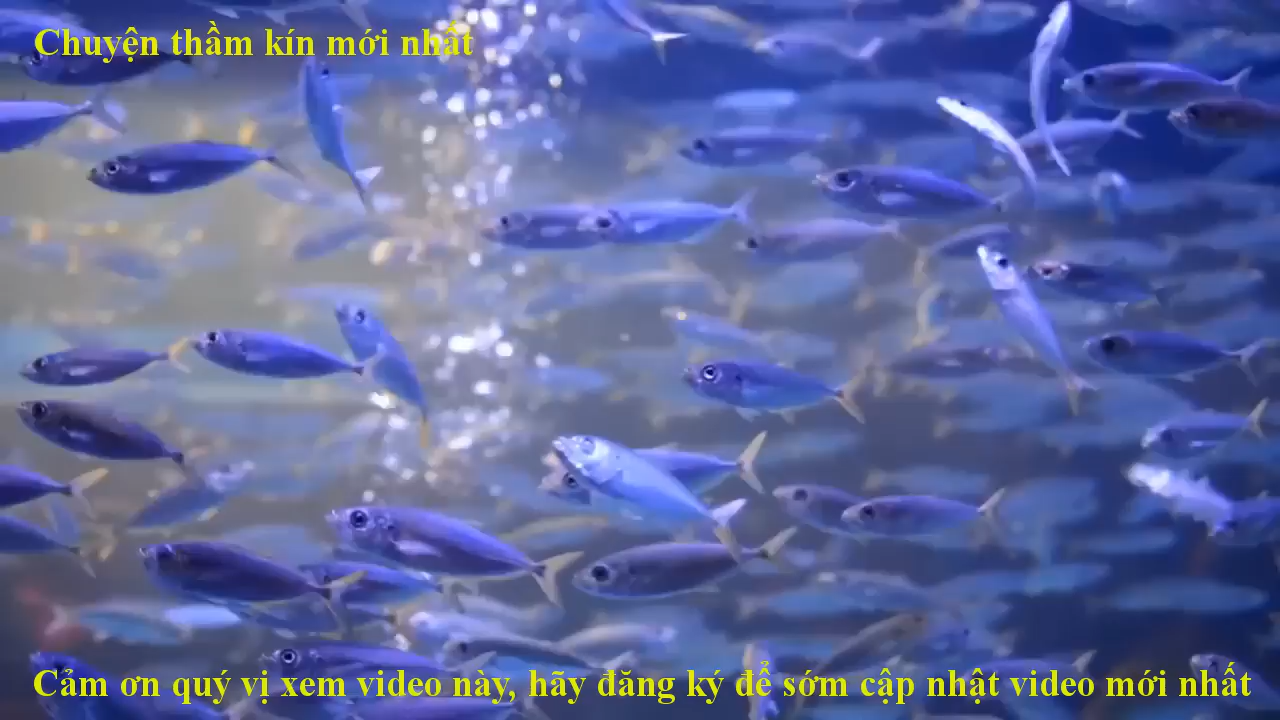 Chuyện thầm kín mới nhất
Cảm ơn quý vị xem video này, hãy đăng ký để sớm cập nhật video mới nhất